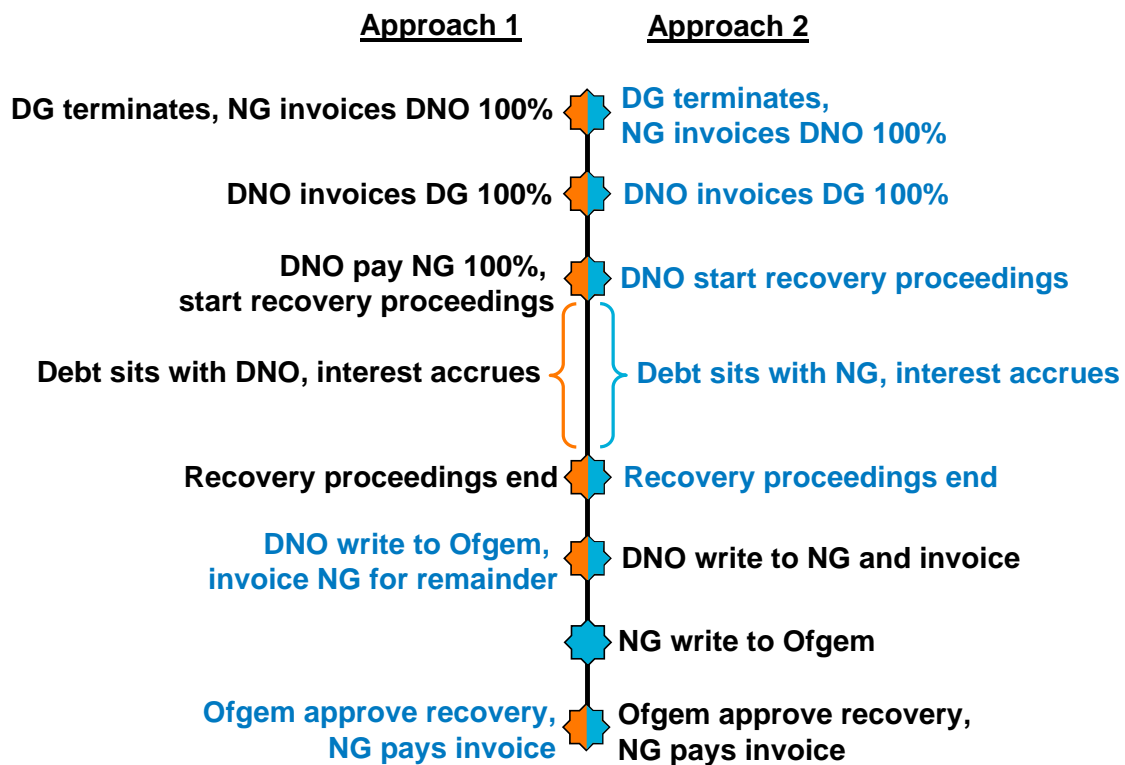 Approach 1
Approach 2
DG terminates, NG invoices DNO 100%
DG terminates,
NG invoices DNO 100%
DNO invoices DG 100%
DNO invoices DG 100%
DNO pay NG 100%,
start recovery proceedings
DNO start recovery proceedings
Debt sits with DNO, interest accrues
Debt sits with NG, interest accrues
Recovery proceedings end
Recovery proceedings end
DNO write to Ofgem,
invoice NG for remainder
DNO write to NG and invoice
NG write to Ofgem
Ofgem approve recovery,
NG pays invoice
Ofgem approve recovery,
NG pays invoice